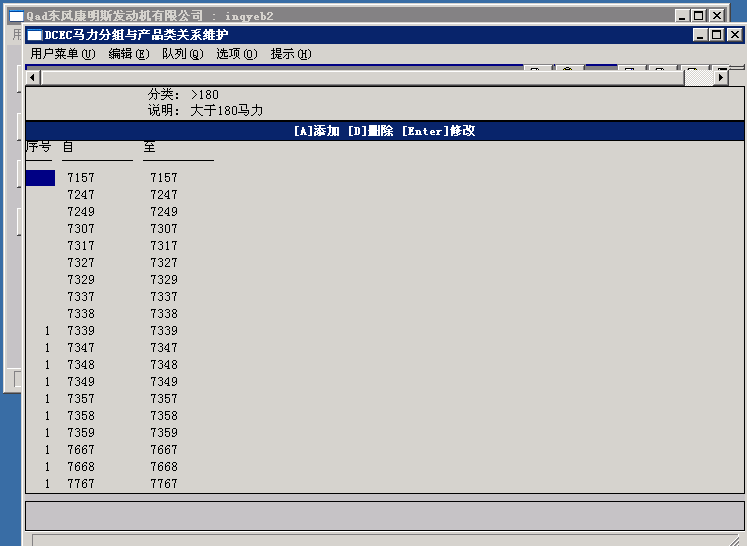 Qad东风康明斯发动机有限公司 : inqyeb2
DCEC马力分组与产品类关系维护
用户菜单(U) 编辑(E) 队列(Q) 选项(O) 提示(H)
分类: >180
说明: 大于180马力
[A]添加 [D]删除 [Enter]修改
序号 自 至
7157 7157
7247 7247
7249 7249
7307 7307
7317 7317
7327 7327
7329 7329
7337 7337
7338 7338
1 7339 7339
1 7347 7347
1 7348 7348
1 7349 7349
1 7357 7357
1 7358 7358
1 7359 7359
1 7667 7667
1 7668 7668
1 7767 7767